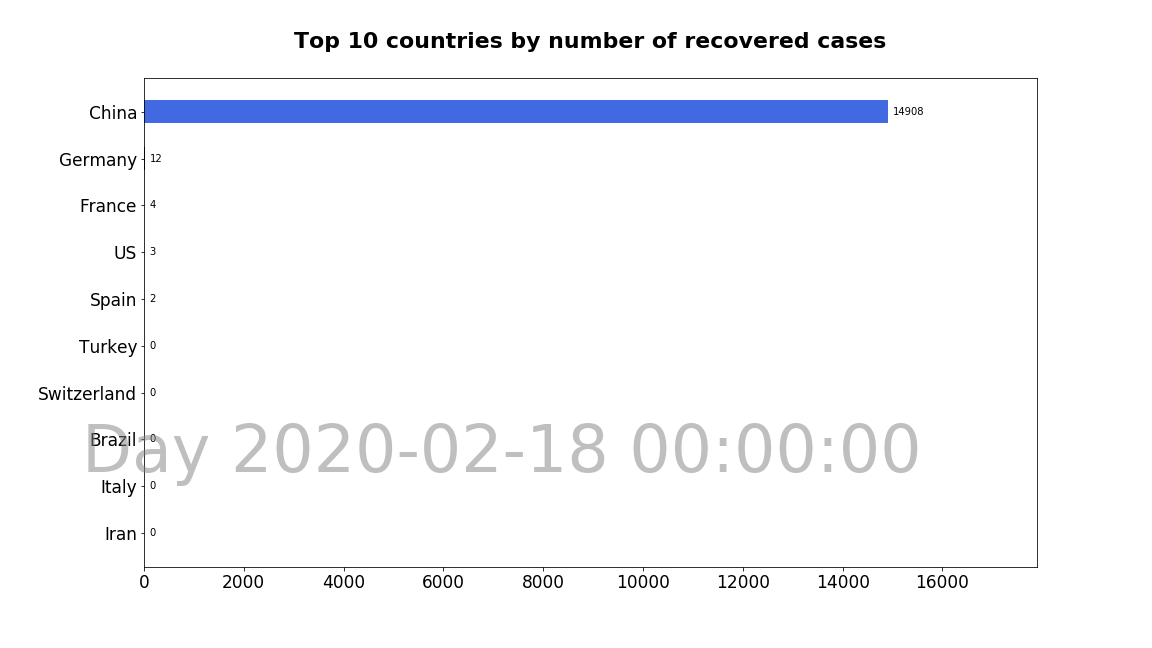 Top 10 countries by number of recovered cases
China 14908
Germany 12
France 4
US 3
Spain 2
Turkey 0
Switzerland 0
Brazil 0
Day 2020-02-18 00:00:00
Italy 0
Iran 0
0 2000 4000 6000 8000 10000 12000 14000 16000